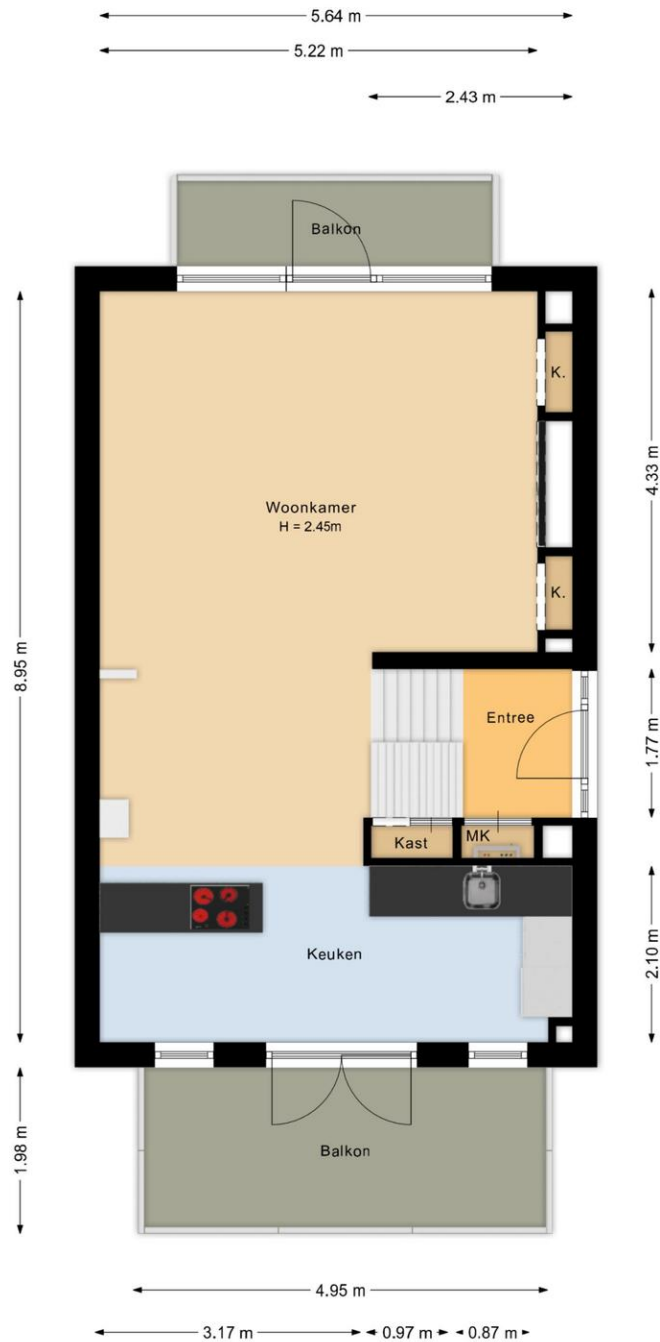 5.64 m
5.22 m
2.43 m
Balkon
K.
4.33 m
Woonkamer
H = 2.45m
K.
8.95 m
Entree
1.77 m
Kast
MK
Keuken
2.10 m
Balkon
1.98 m
4.95 m
3.17 m
0.97 m
0.87 m